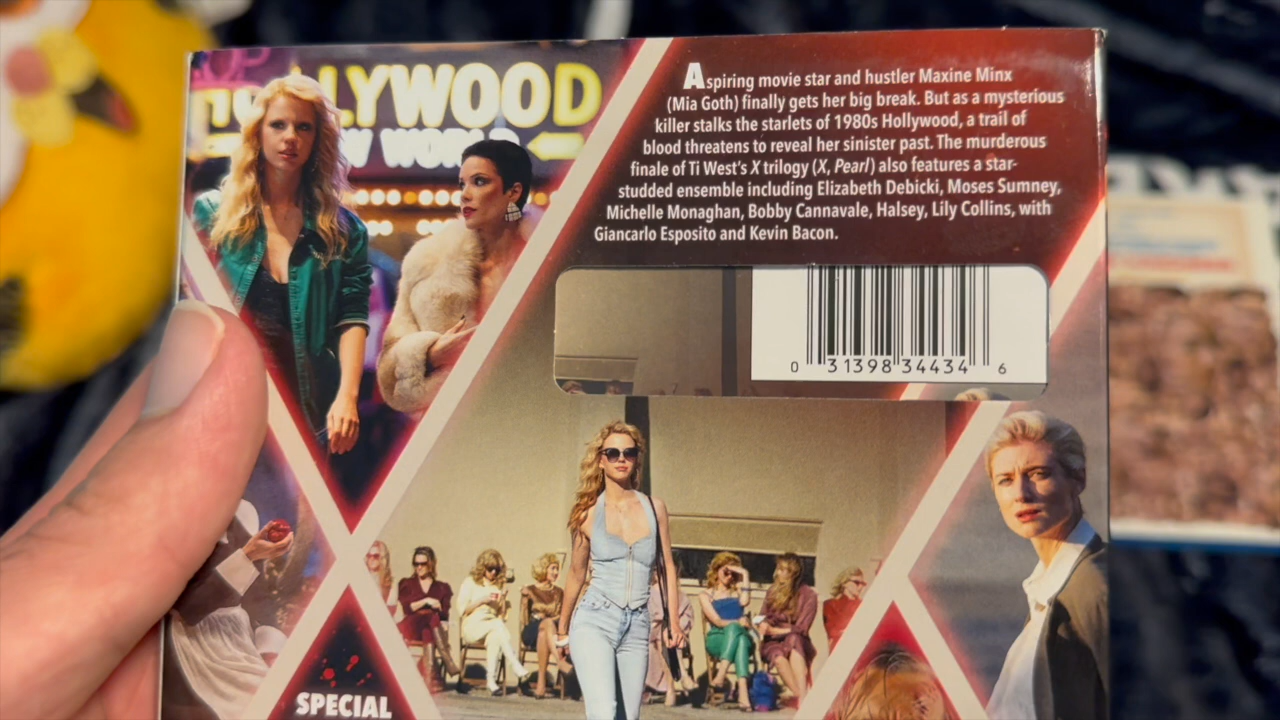 HOLLYWOOD
Aspiring movie star and hustler Maxine Minx
(Mia Goth) finally gets her big break. But as a mysterious
killer stalks the starlets of 1980s Hollywood, a trail of
blood threatens to reveal her sinister past. The murderous
finale of Ti West's X trilogy (X, Pearl) also features a star-
studded ensemble including Elizabeth Debicki, Moses Sumney,
Michelle Monaghan, Bobby Cannavale, Halsey, Lily Collins, with
Giancarlo Esposito and Kevin Bacon.
0 31398 34434 6
SPECIAL